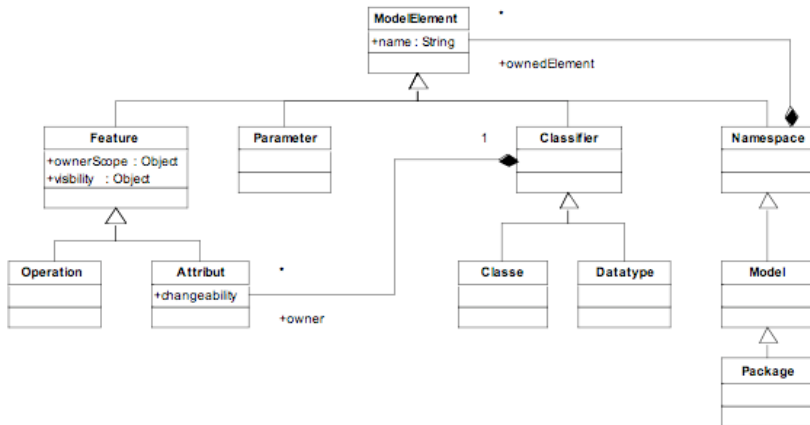 ModelElement
*
+name : String
+ownedElement
Feature
Parameter
1
Classifier
Namespace
+ownerScope : Object
+visibility : Object
Operation
Attribut
*
Classe
Datatype
Model
+changeability
+owner
Package